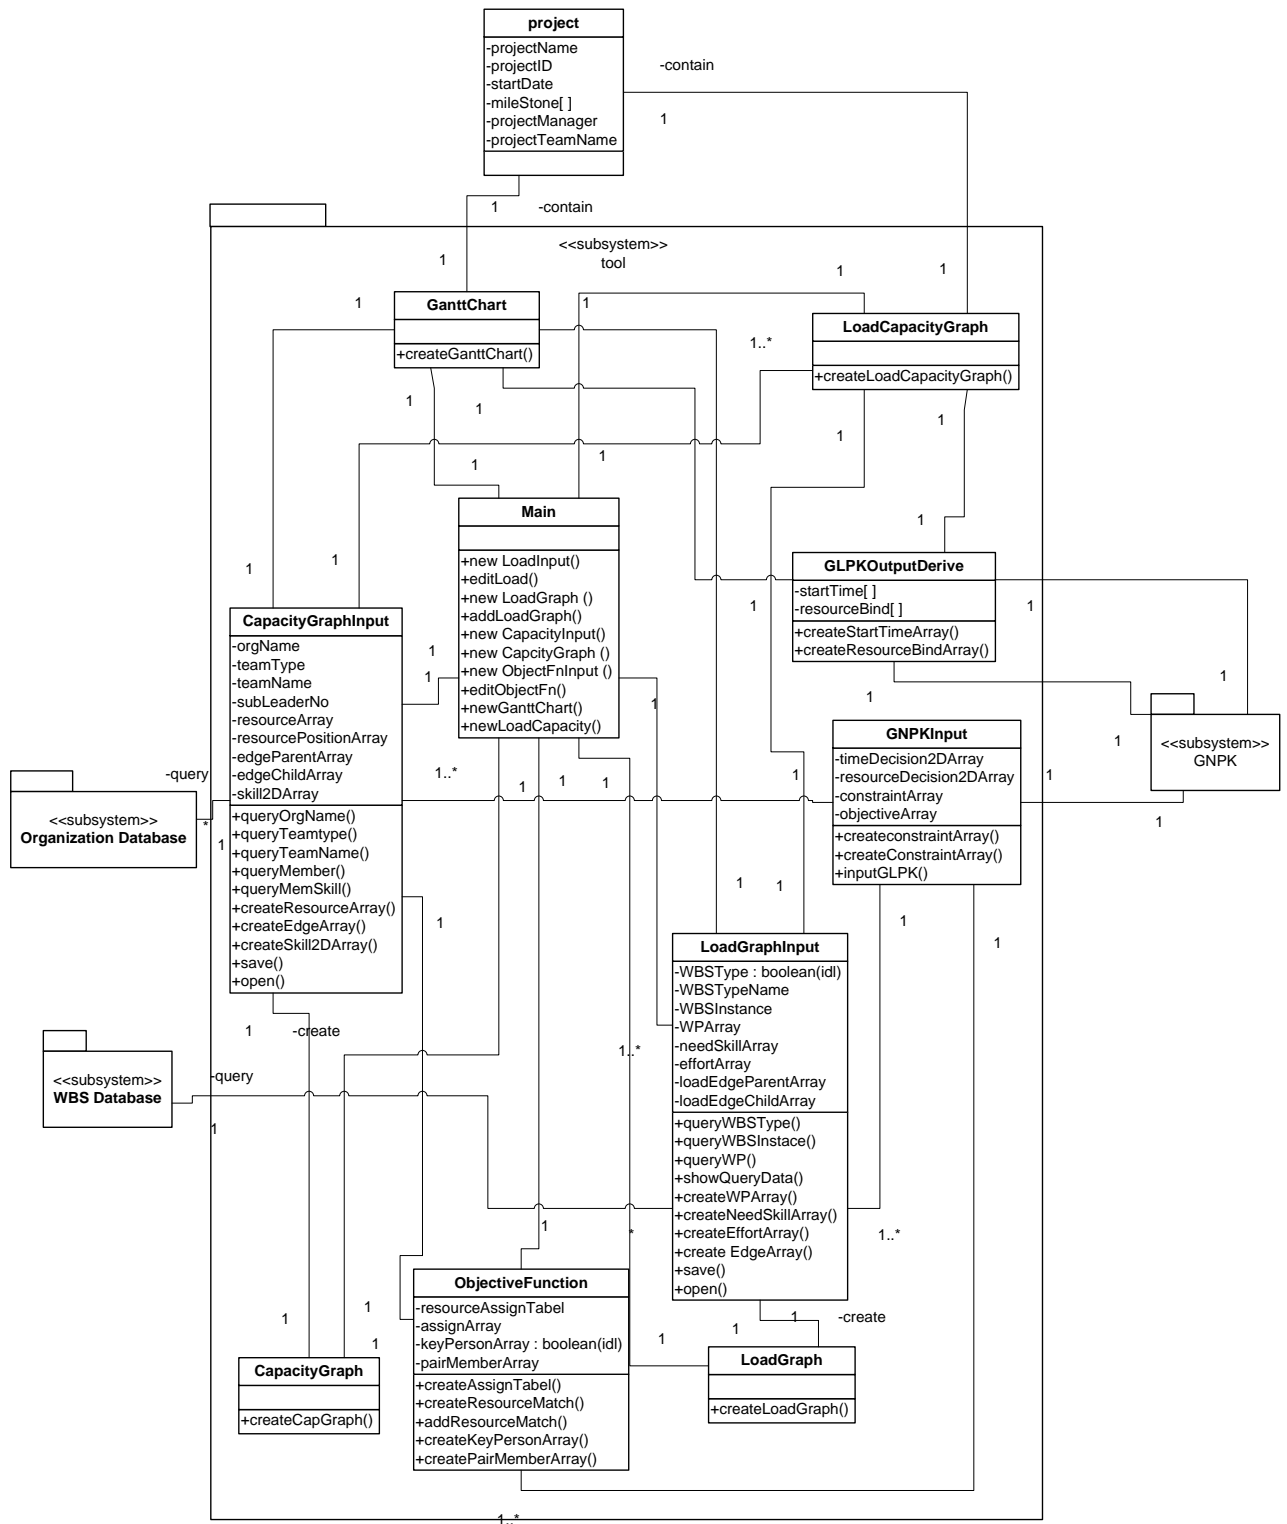 project
-projectName
-projectID
-startDate
-mileStone[ ]
-projectManager
-projectTeamName
-contain
1
1
-contain
<<subsystem>>
tool
1
1
1
1
1
GanttChart
+createGanttChart()
LoadCapacityGraph
+createLoadCapacityGraph()
1..*
1
1
1
1
1
1
1
1
1
Main
+new LoadInput()
+editLoad()
+new LoadGraph ()
+addLoadGraph()
+new CapacityInput()
+new CapcityGraph ()
+new ObjectFnInput ()
+editObjectFn()
+newGanttChart()
+newLoadCapacity()
GLPKOutputDerive
-startTime[ ]
-resourceBind[ ]
+createStartTimeArray()
+createResourceBindArray()
1
1
CapacityGraphInput
-orgName
-teamType
-teamName
-subLeaderNo
-resourceArray
-resourcePositionArray
-edgeParentArray
-edgeChildArray
-skill2DArray
+queryOrgName()
+queryTeamtype()
+queryTeamName()
+queryMember()
+queryMemSkill()
+createResourceArray()
+createEdgeArray()
+createSkill2DArray()
+save()
+open()
1
1
1
1
1
1
GNPKInput
-timeDecision2DArray
-resourceDecision2DArray
-constraintArray
-objectiveArray
+createconstraintArray()
+createConstraintArray()
+inputGLPK()
<<subsystem>>
GNPK
-query
1..*
1
1
1
1
1
1
<<subsystem>>
Organization Database
*
1
1
1
1
1
1
1
LoadGraphInput
-WBSType : boolean(idl)
-WBSTypeName
-WBSInstance
-WPArray
-needSkillArray
-effortArray
-loadEdgeParentArray
-loadEdgeChildArray
+queryWBSType()
+queryWBSInstace()
+queryWP()
+showQueryData()
+createWPArray()
+createNeedSkillArray()
+createEffortArray()
+create EdgeArray()
+save()
+open()
1
-create
1..*
<<subsystem>>
WBS Database
-query
1
1
*
1..*
ObjectiveFunction
-resourceAssignTabel
-assignArray
-keyPersonArray : boolean(idl)
-pairMemberArray
+createAssignTabel()
+createResourceMatch()
+addResourceMatch()
+createKeyPersonArray()
+createPairMemberArray()
1
1
1
1
1
1
-create
CapacityGraph
+createCapGraph()
LoadGraph
+createLoadGraph()
1..*